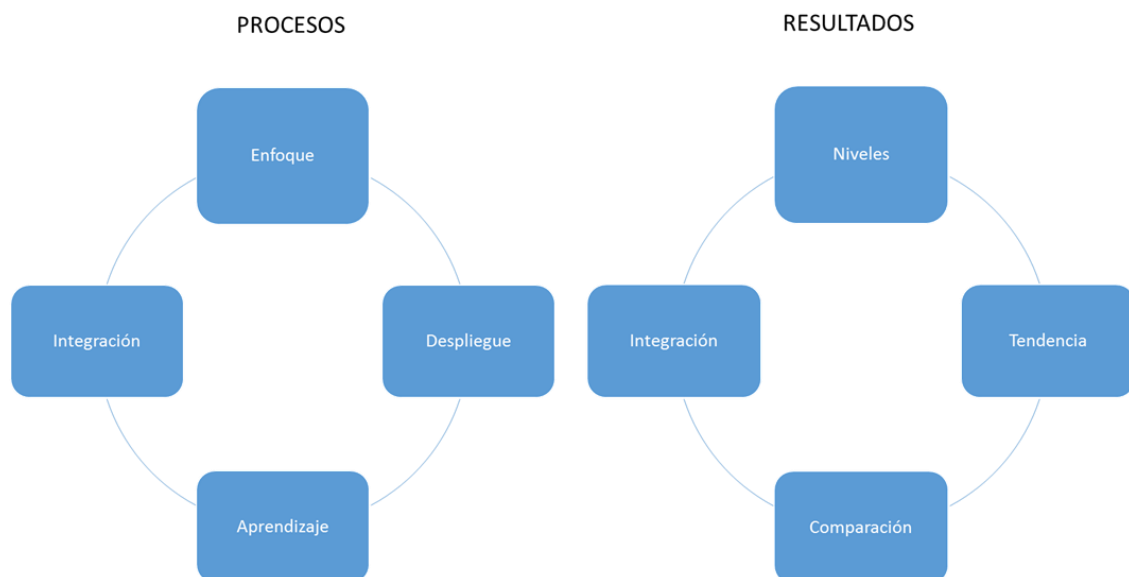 PROCESOS
Enfoque
Integración
Despliegue
Aprendizaje
RESULTADOS
Niveles
Integración
Tendencia
Comparación